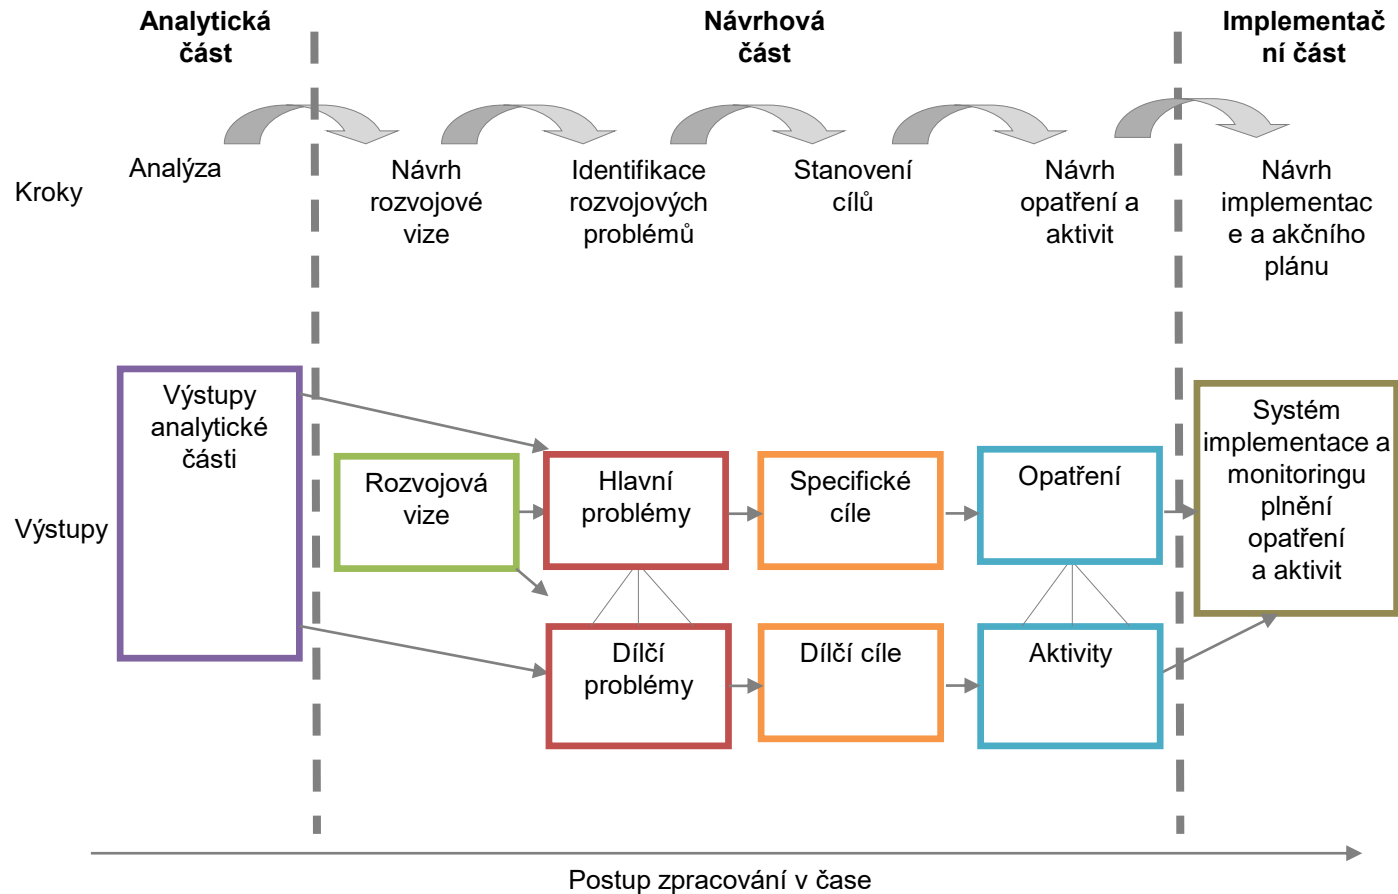 Analytická
část
Návrhová
část
Implementač
ní část
Kroky
Analýza
Návrh
rozvojové
vize
Identifikace
rozvojových
problémů
Stanovení
cílů
Návrh
opatření a
aktivit
Návrh
implementac
e a akčního
plánu
Výstupy
Výstupy
analytické
části
Rozvojová
vize
Hlavní
problémy
Specifické
cíle
Opatření
Systém
implementace a
monitoringu
plnění
opatření
a aktivit
Dílčí
problémy
Dílčí cíle
Aktivity
Postup zpracování v čase